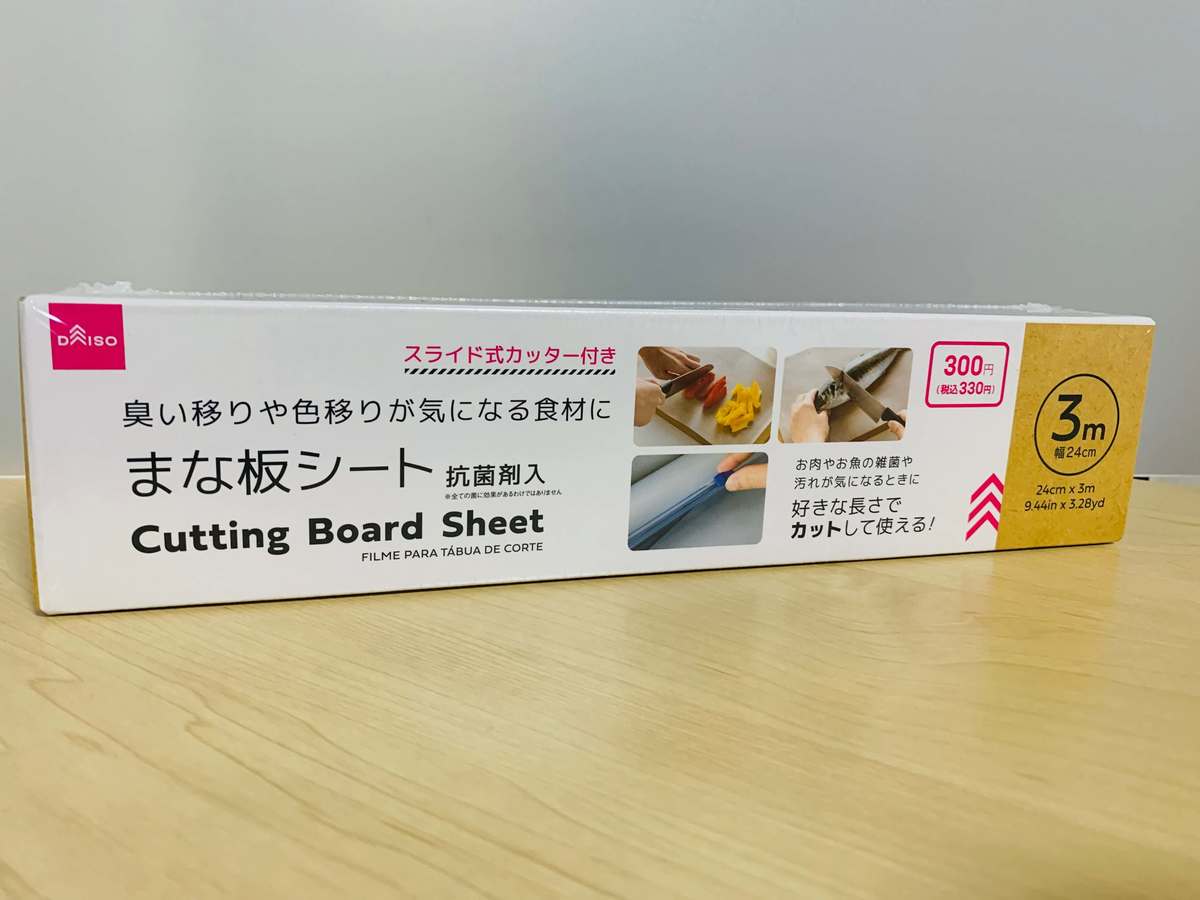 DAISO
スライド式カッター付き
臭い移りや色移りが気になる食材に
まな板シート 抗菌剤入
※全ての菌に効果があるわけではありません
Cutting Board Sheet
FILME PARA TÁBUA DE CORTE
お肉やお魚の雑菌や
汚れが気になるときに
好きな長さで
カットして使える!
300円
(税込330円)
3m
幅24cm
24cm x 3m
9.44in x 3.28yd